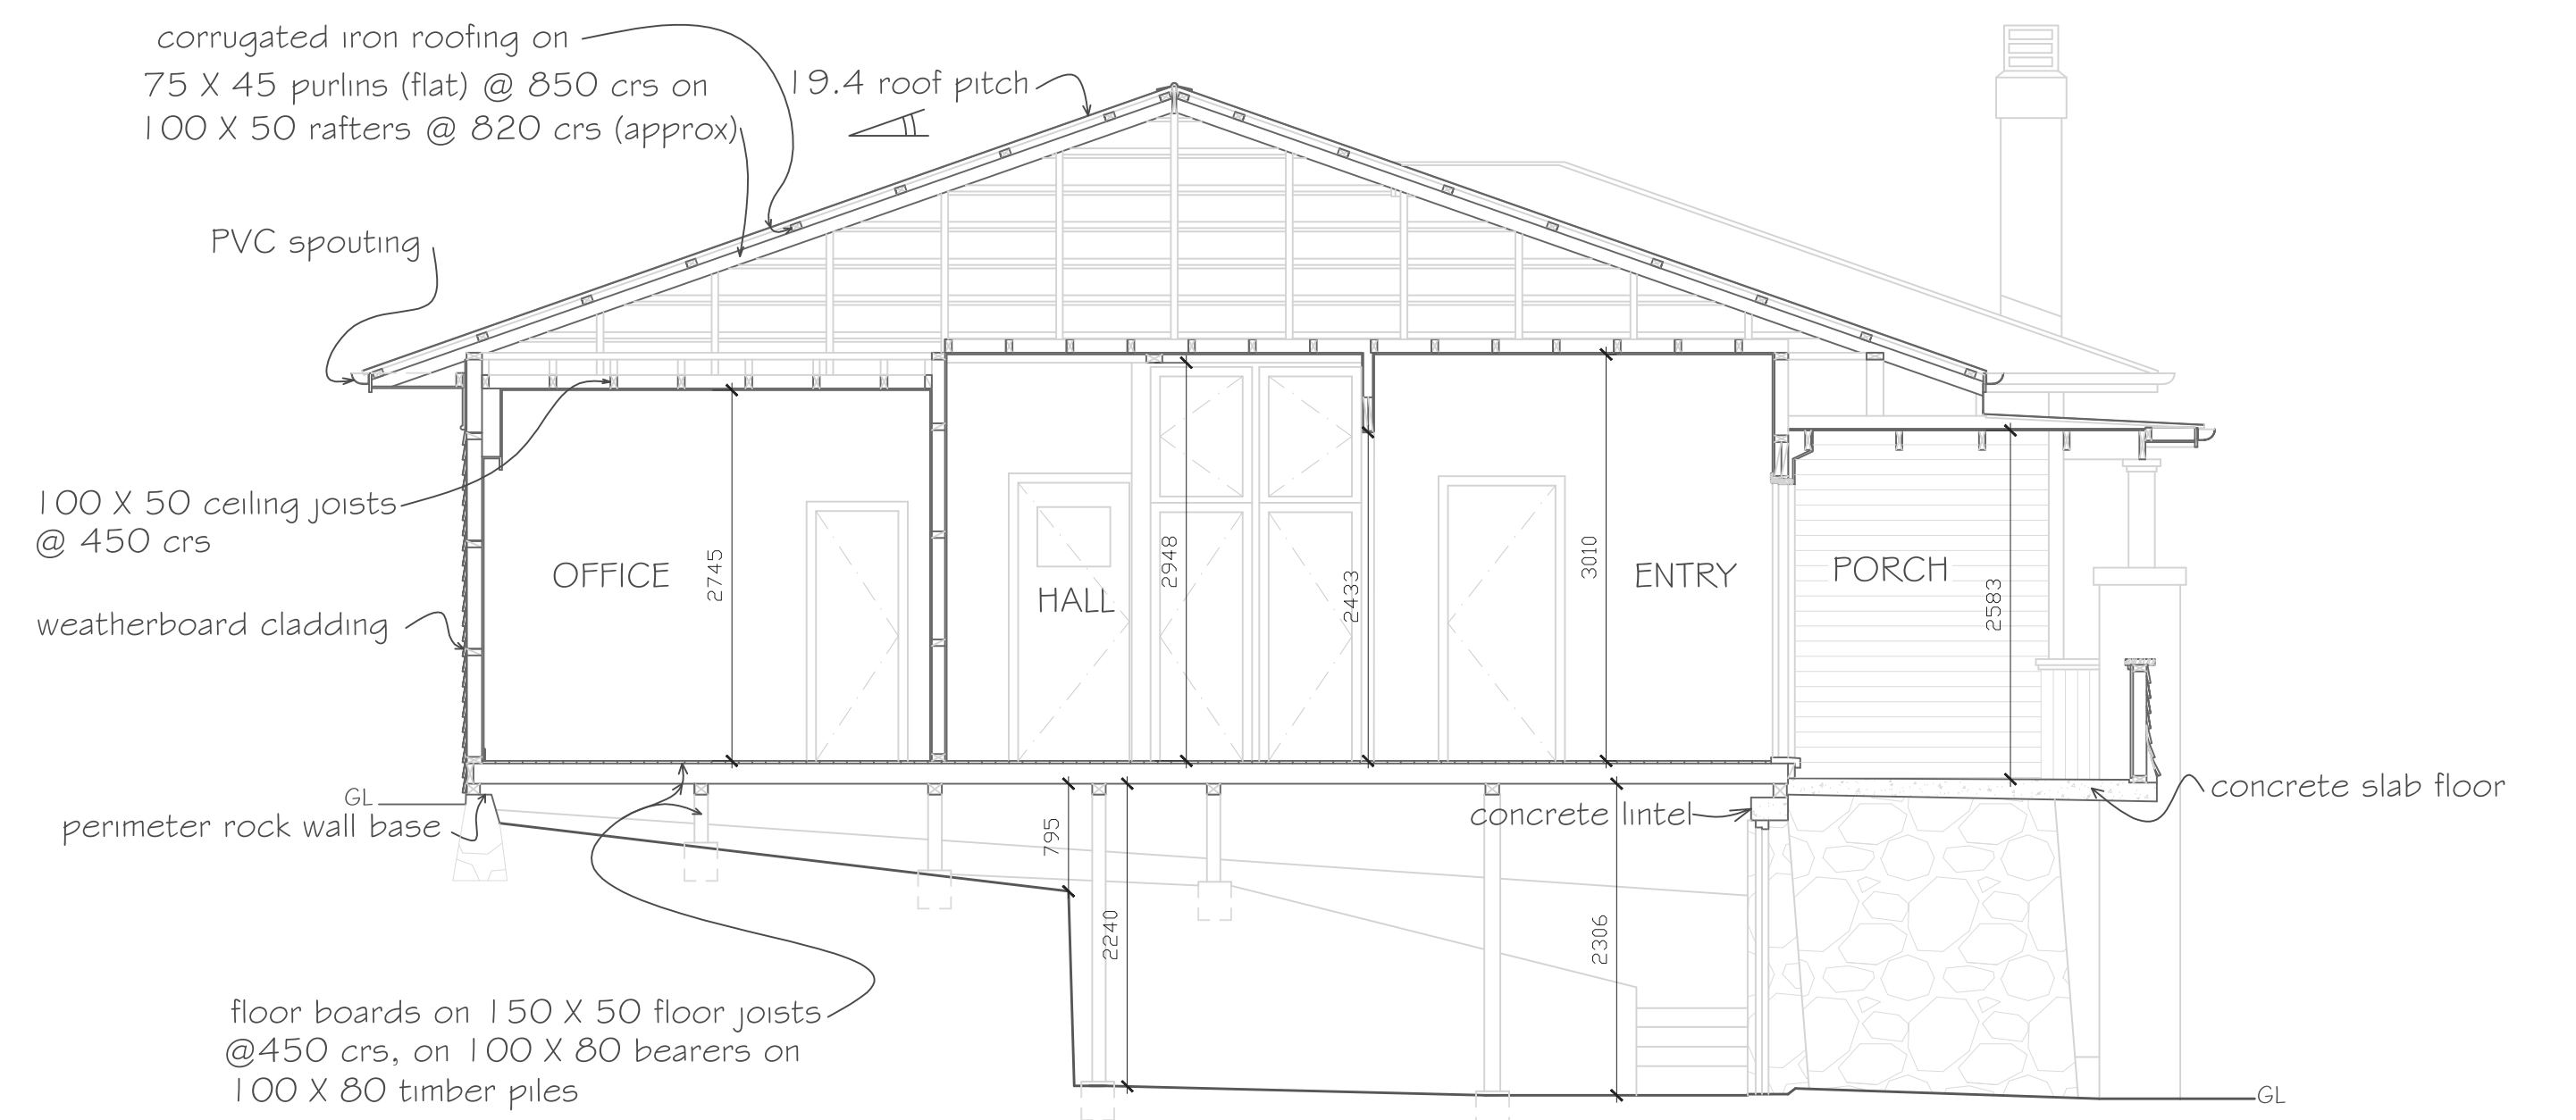 corrugated iron roofing on
75 X 45 purlins (flat) @ 850 crs on
100 X 50 rafters @ 820 crs (approx)
19.4 roof pitch
PVC spouting
100 X 50 ceiling joists
@ 450 crs
weatherboard cladding
OFFICE
2745
HALL
2948
2433
3010
ENTRY
PORCH
2583
GL
perimeter rock wall base
795
2240
concrete lintel
2306
concrete slab floor
floor boards on 150 X 50 floor joists
@450 crs, on 100 X 80 bearers on
100 X 80 timber piles
GL